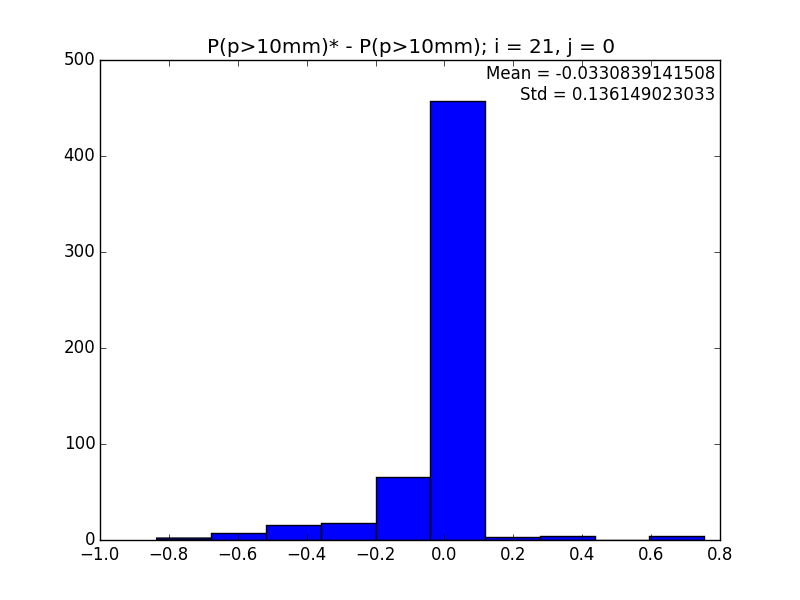 P(p>10mm)* - P(p>10mm); i = 21, j = 0
Mean = -0.0330839141508
Std = 0.136149023033
500
400
300
200
100
0
−1.0 −0.8 −0.6 −0.4 −0.2 0.0 0.2 0.4 0.6 0.8